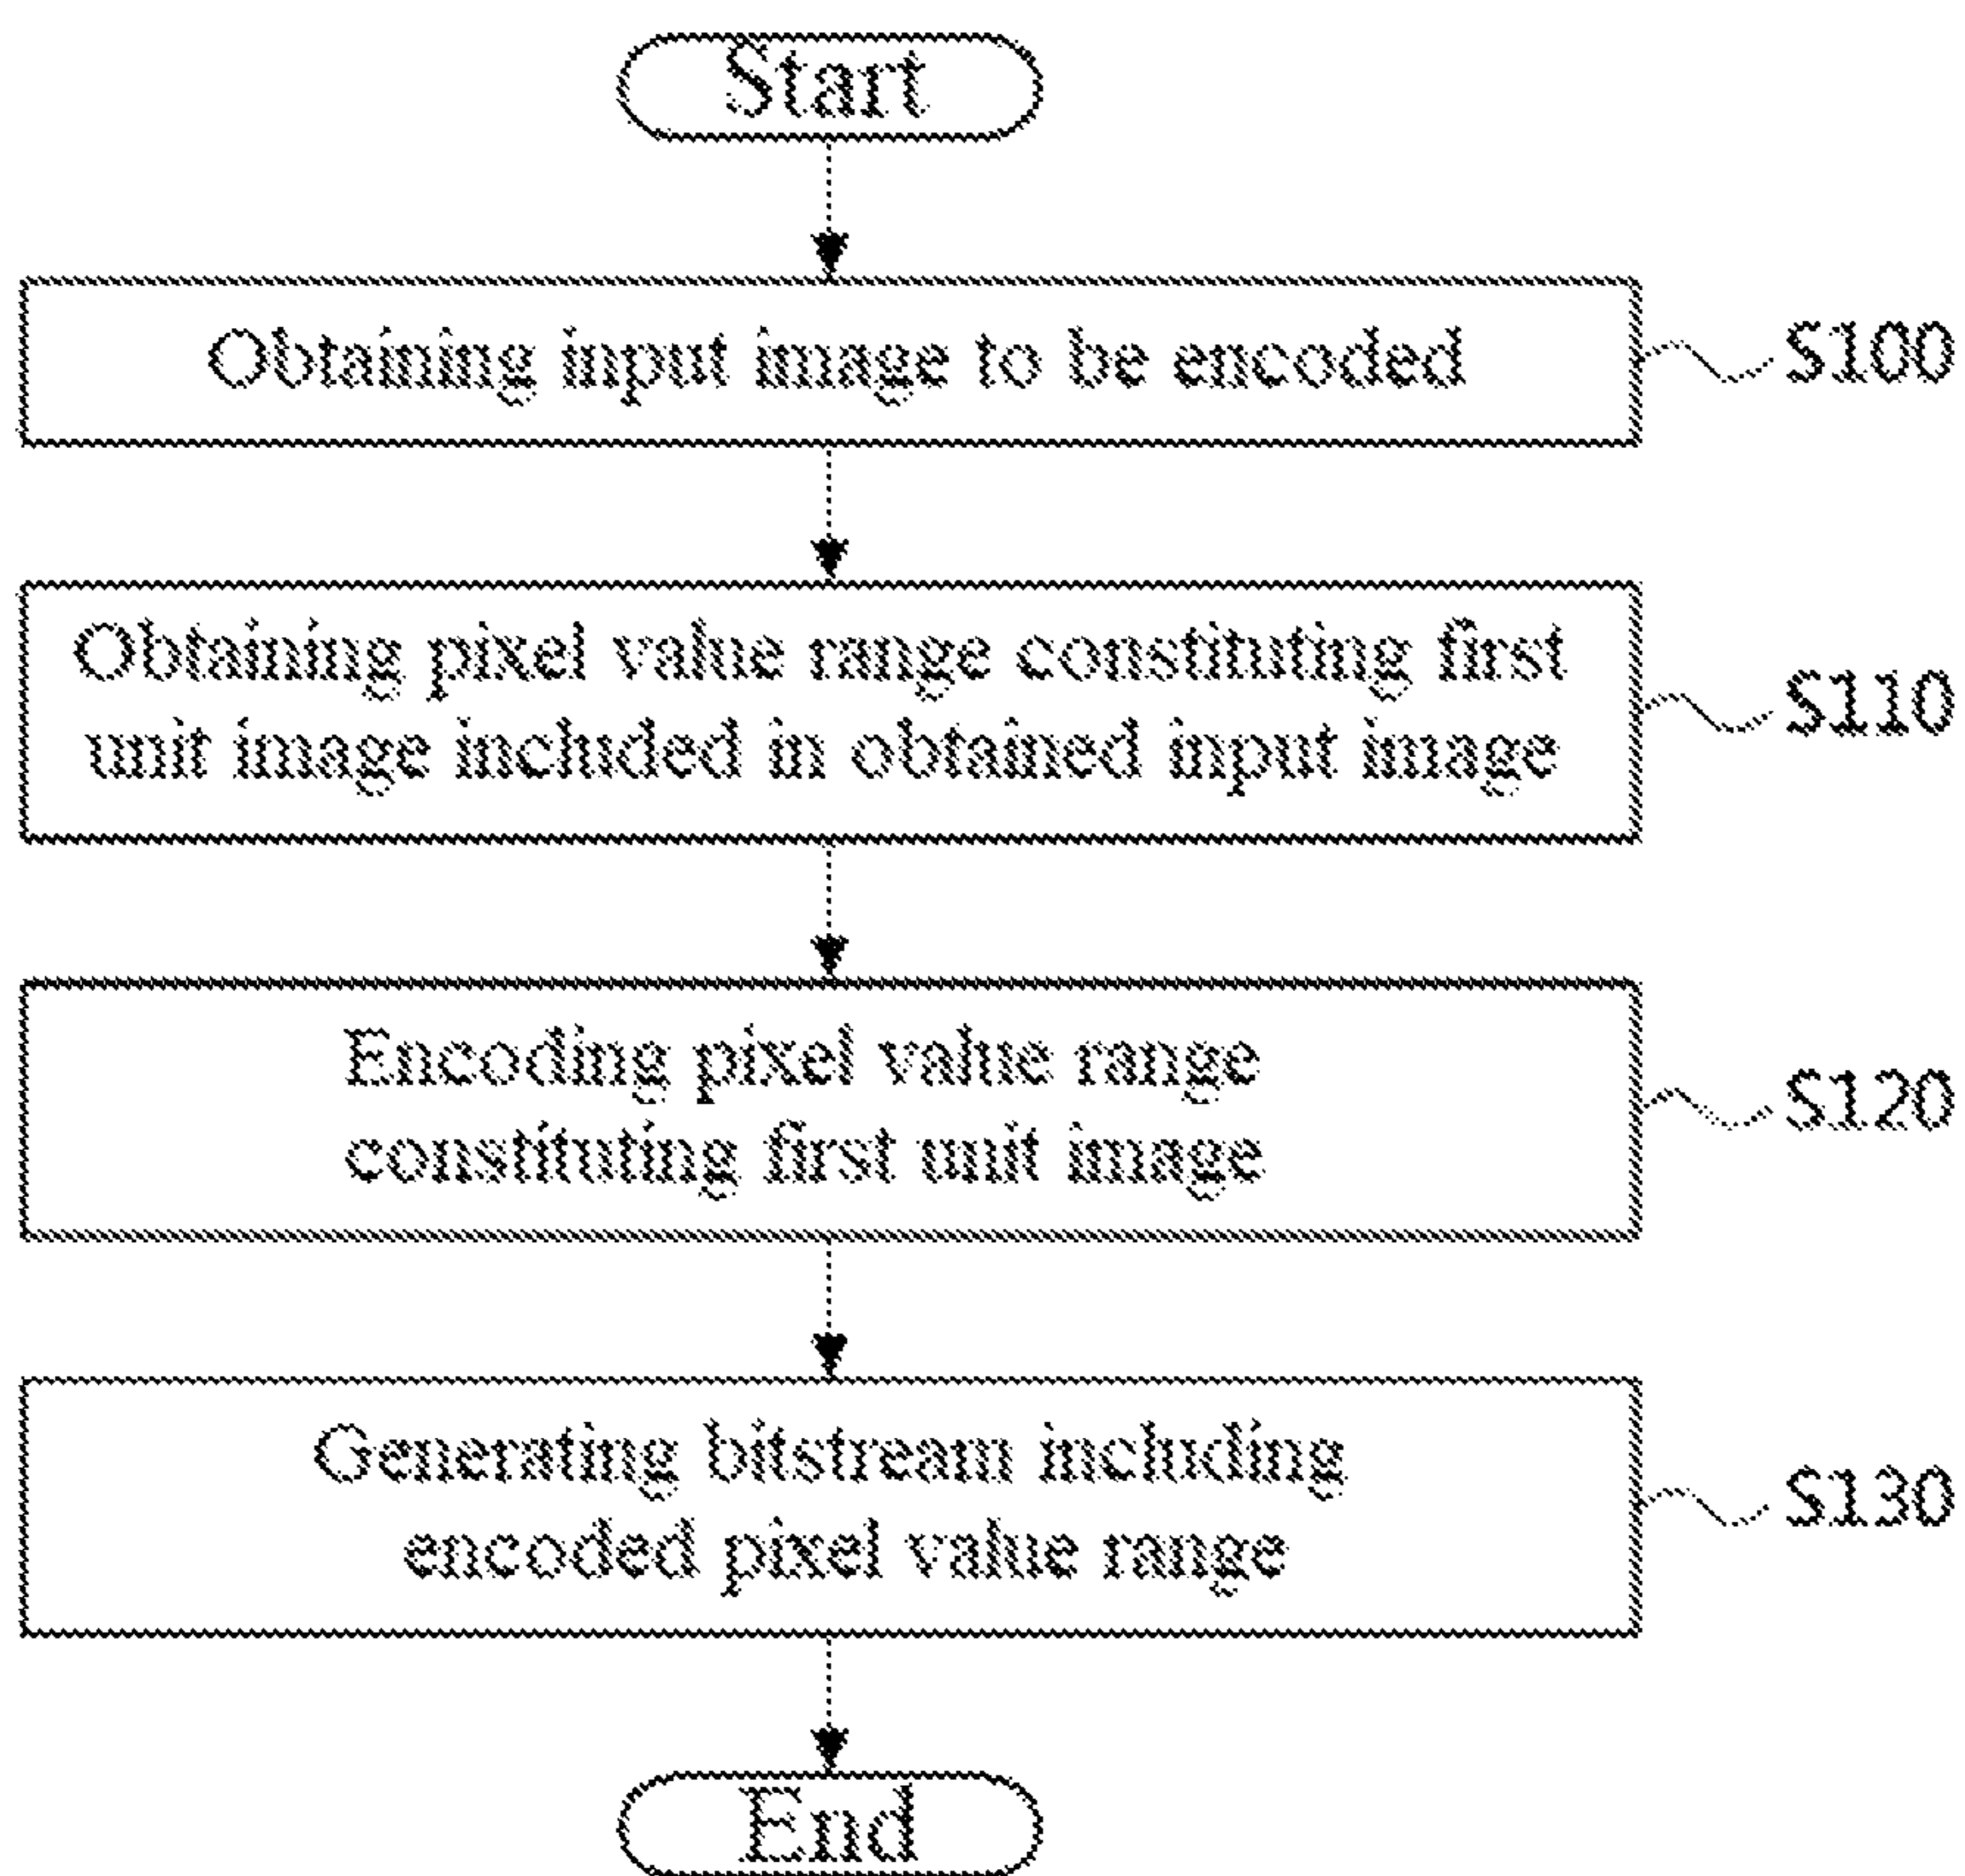 Start
Obtaining input image to be encoded
S100
Obtaining pixel value range constituting first
unit image included in obtained input image
S110
Encoding pixel value range
constituting first unit image
S120
Generating bitstream including
encoded pixel value range
S130
End